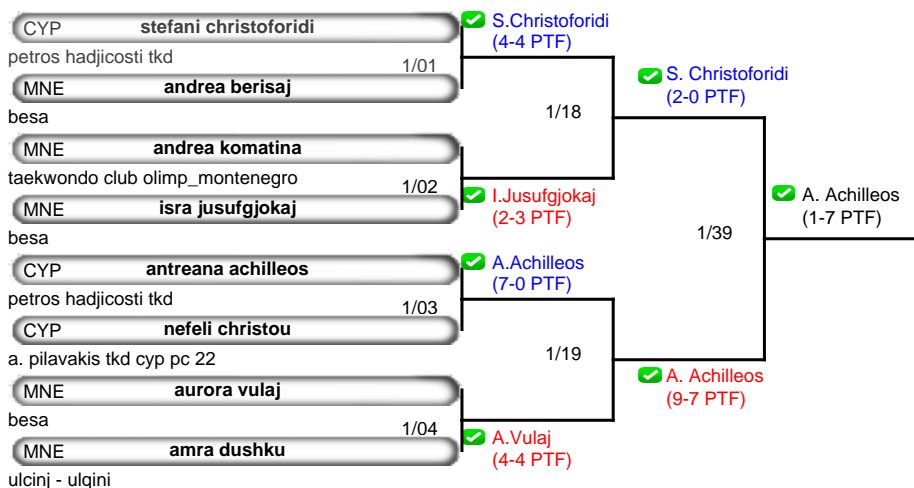 CYP stefani christoforidi
petros hadjicosti tkd
1/01
MNE andrea berisaj
besa
MNE andrea komatina
taekwondo club olimp_montenegro
1/02
MNE isra jusufgjokaj
besa
CYP antreana achilleos
petros hadjicosti tkd
1/03
CYP nefeli christou
a. pilavakis tkd cyp pc 22
MNE aurora vulaj
besa
1/04
MNE amra dushku
ulcinj - ulqini
S.Christoforidi
(4-4 PTF)
I.Jusufgjokaj
(2-3 PTF)
A.Achilleos
(7-0 PTF)
A.Vulaj
(4-4 PTF)
1/18
1/19
S. Christoforidi
(2-0 PTF)
A. Achilleos
(9-7 PTF)
1/39
A. Achilleos
(1-7 PTF)